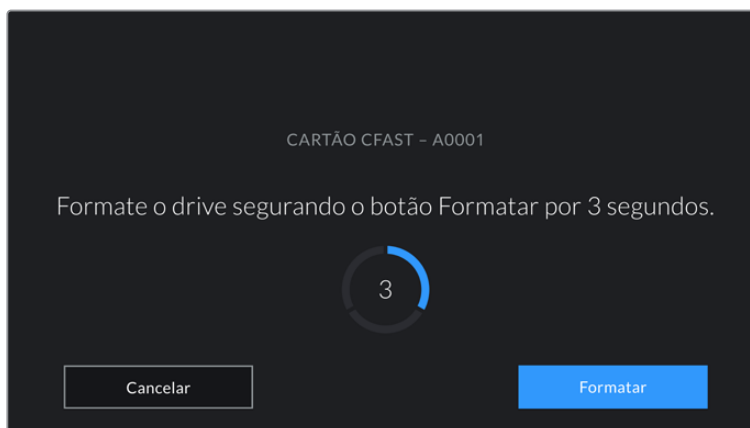 CARTÃO CFAST – A0001
Formate o drive segurando o botão Formatar por 3 segundos.
3
Cancelar
Formatar